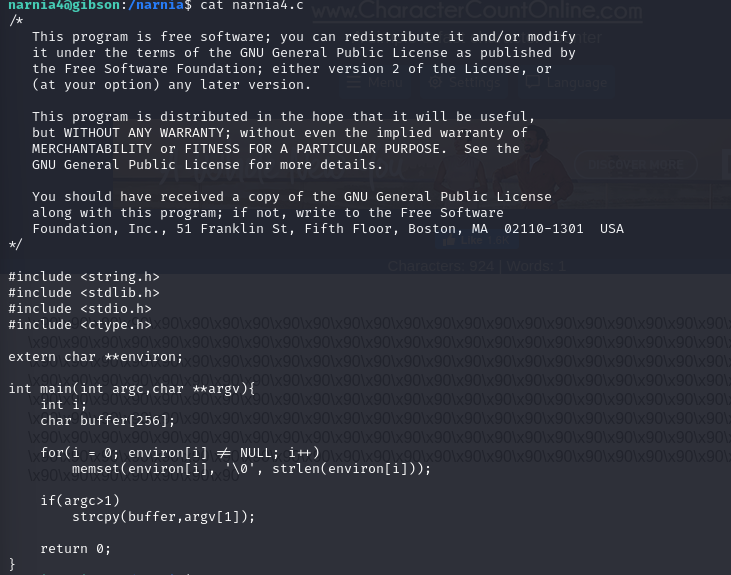 narnia4@gibson:/narnia$ cat narnia4.c
www.CharacterCountOnline.com
/*
This program is free software; you can redistribute it and/or modify
it under the terms of the GNU General Public License as published by
the Free Software Foundation; either version 2 of the License, or
(at your option) any later version.
Menu Settings Language
This program is distributed in the hope that it will be useful,
but WITHOUT ANY WARRANTY; without even the implied warranty of
MERCHANTABILITY or FITNESS FOR A PARTICULAR PURPOSE.  See the
GNU General Public License for more details.
DISCOVER MORE
You should have received a copy of the GNU General Public License
along with this program; if not, write to the Free Software
Foundation, Inc., 51 Franklin St, Fifth Floor, Boston, MA  02110-1301  USA
*/
Characters: 924 | Words: 1
#include <string.h>
#include <stdlib.h>
#include <stdio.h>
#include <ctype.h>
extern char **environ;
int main(int argc,char **argv){
int i;
char buffer[256];
for(i = 0; environ[i] != NULL; i++)
memset(environ[i], '\0', strlen(environ[i]));
if(argc>1)
strcpy(buffer,argv[1]);
return 0;
}